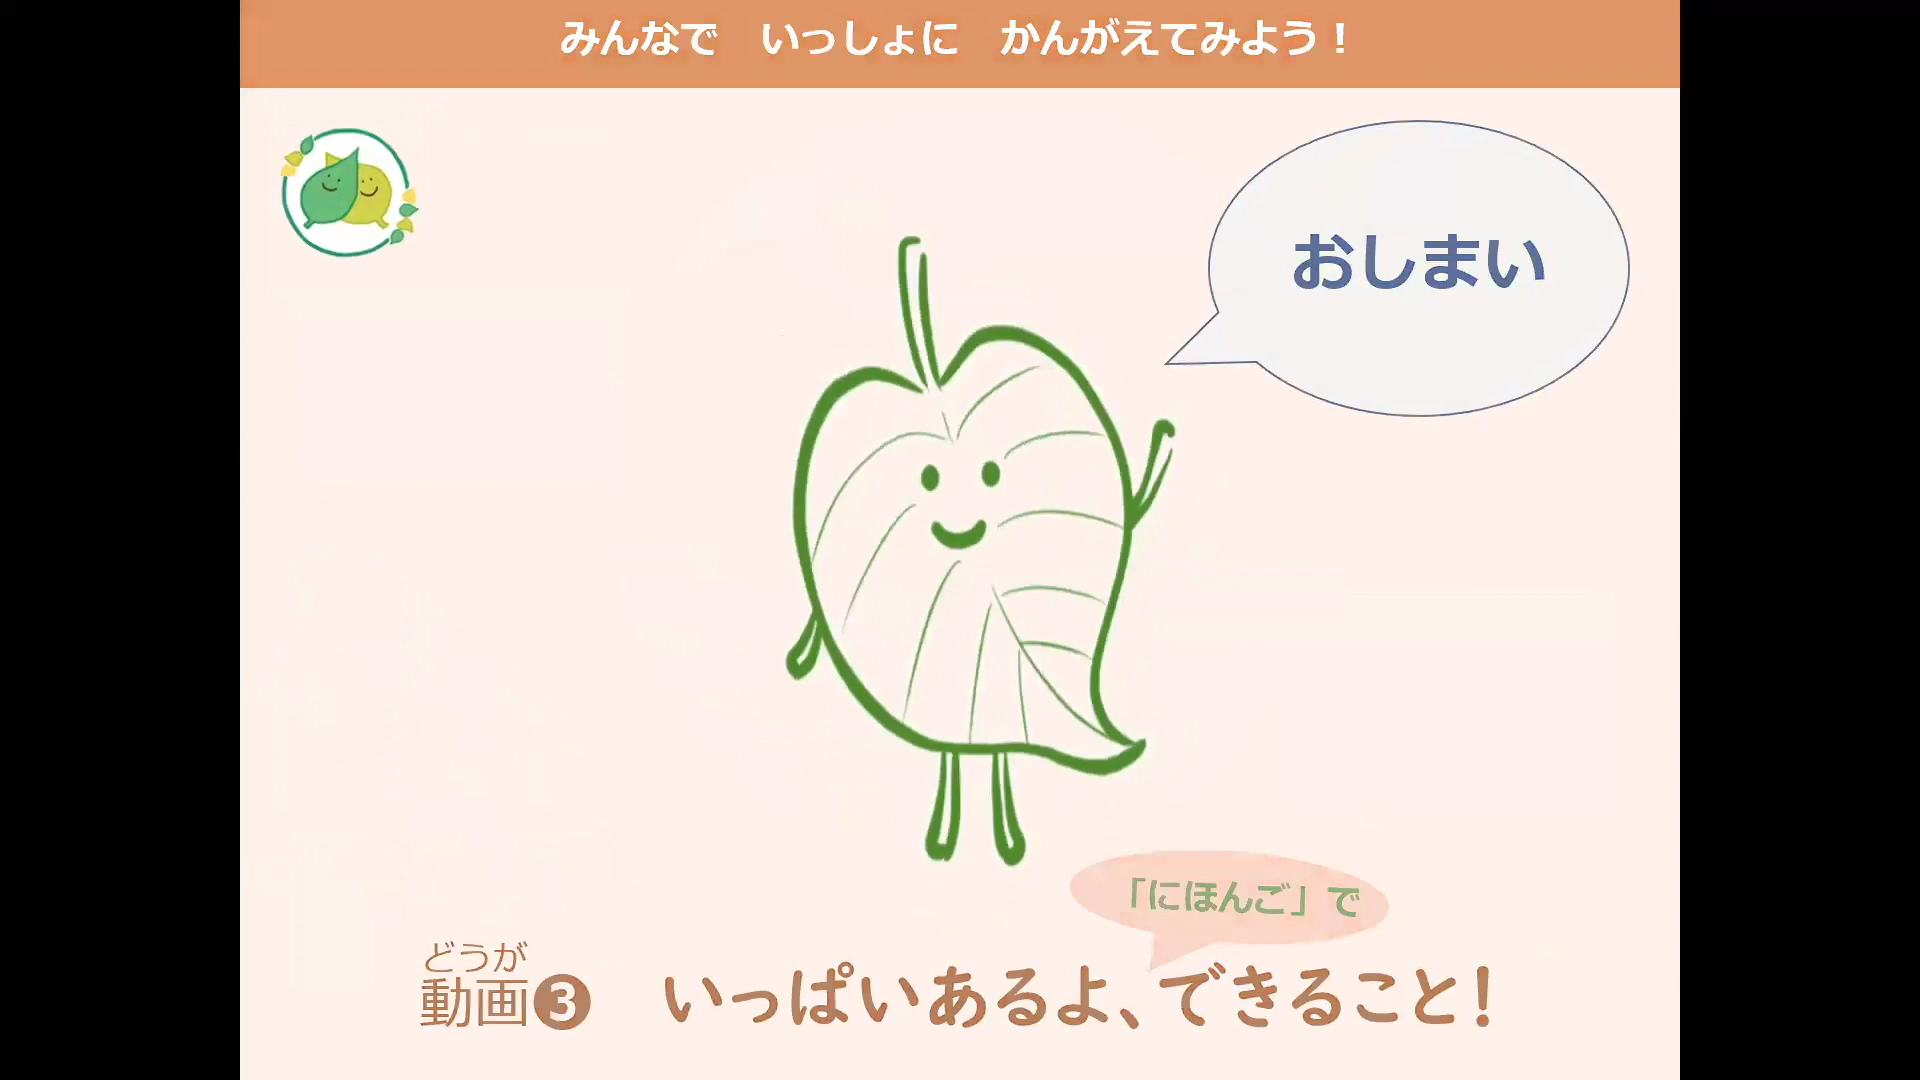 みんなで　いっしょに　かんがえてみよう！
おしまい
「にほんご」で
どうが
動画❸　いっぱいあるよ、できること！